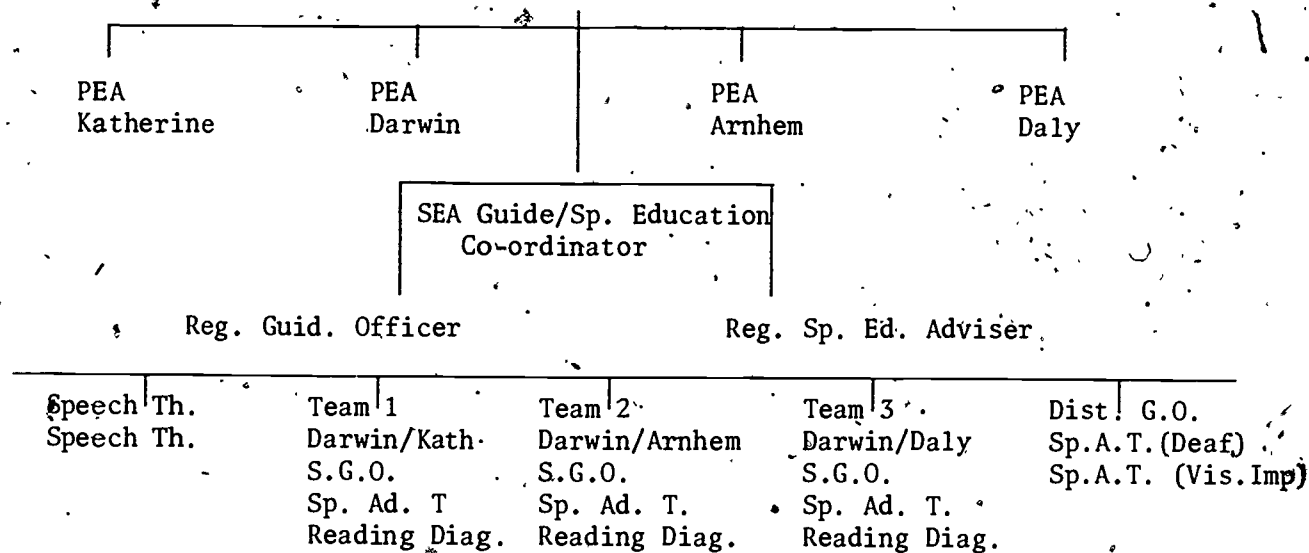 PEA
Katherine
PEA
Darwin
PEA
Arnhem
PEA
Daly
SEA Guide/Sp. Education
Co-ordinator
Reg. Guid. Officer
Reg. Sp. Ed. Adviser
Speech Th.
Speech Th.
Team 1
Darwin/Kath.
S.G.O.
Sp. Ad. T
Reading Diag.
Team 2
Darwin/Arnhem
S.G.O.
Sp. Ad. T.
Reading Diag.
Team 3
Darwin/Daly
S.G.O.
Sp. Ad. T.
Reading Diag.
Dist. G.O.
Sp.A.T.(Deaf)
Sp.A.T. (Vis.Imp)